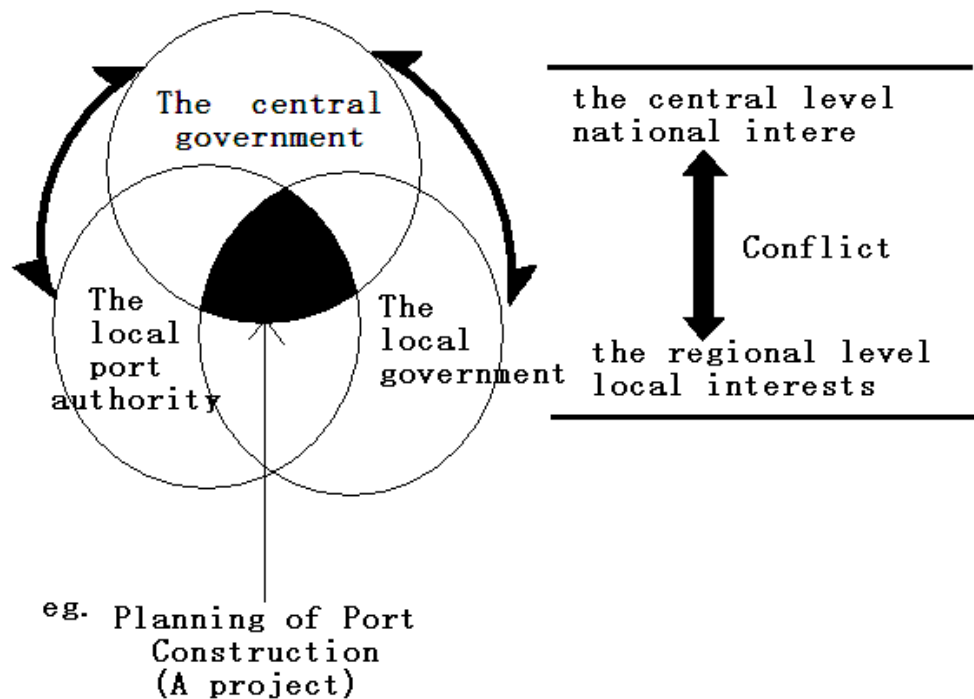 The central
government
The
local
port
authority
The
local
government
the central level
national intere
Conflict
the regional level
local interests
eg. Planning of Port
Construction
(A project)